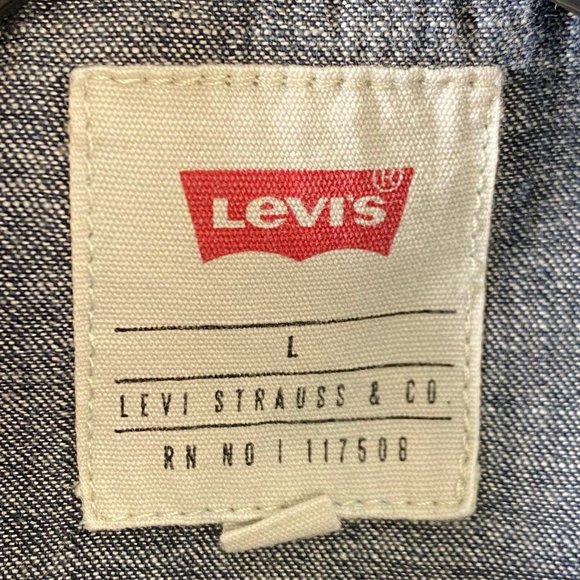 LEVI'S®
L
LEVI STRAUSS & CO.
RN NO | 117508